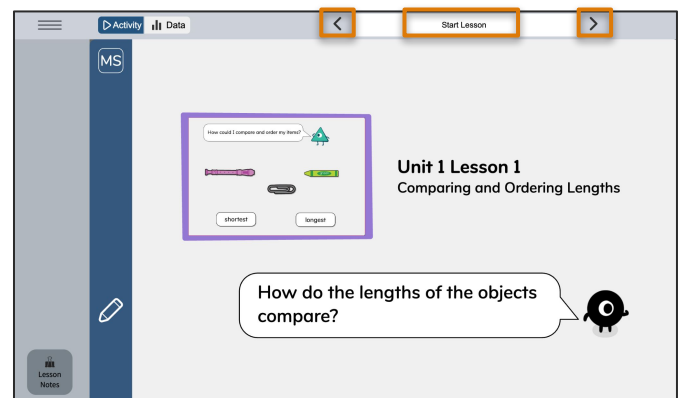 Activity
Data
Start Lesson
MS
How could I compare and order my items?
shortest
longest
Unit 1 Lesson 1
Comparing and Ordering Lengths
How do the lengths of the objects
compare?
Lesson
Notes